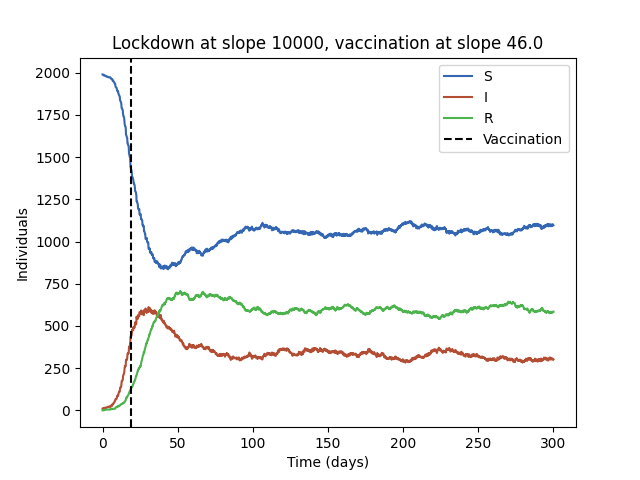 Lockdown at slope 10000, vaccination at slope 46.0
S
I
R
Vaccination
Individuals
2000
1750
1500
1250
1000
750
500
250
0
0 50 100 150 200 250 300
Time (days)